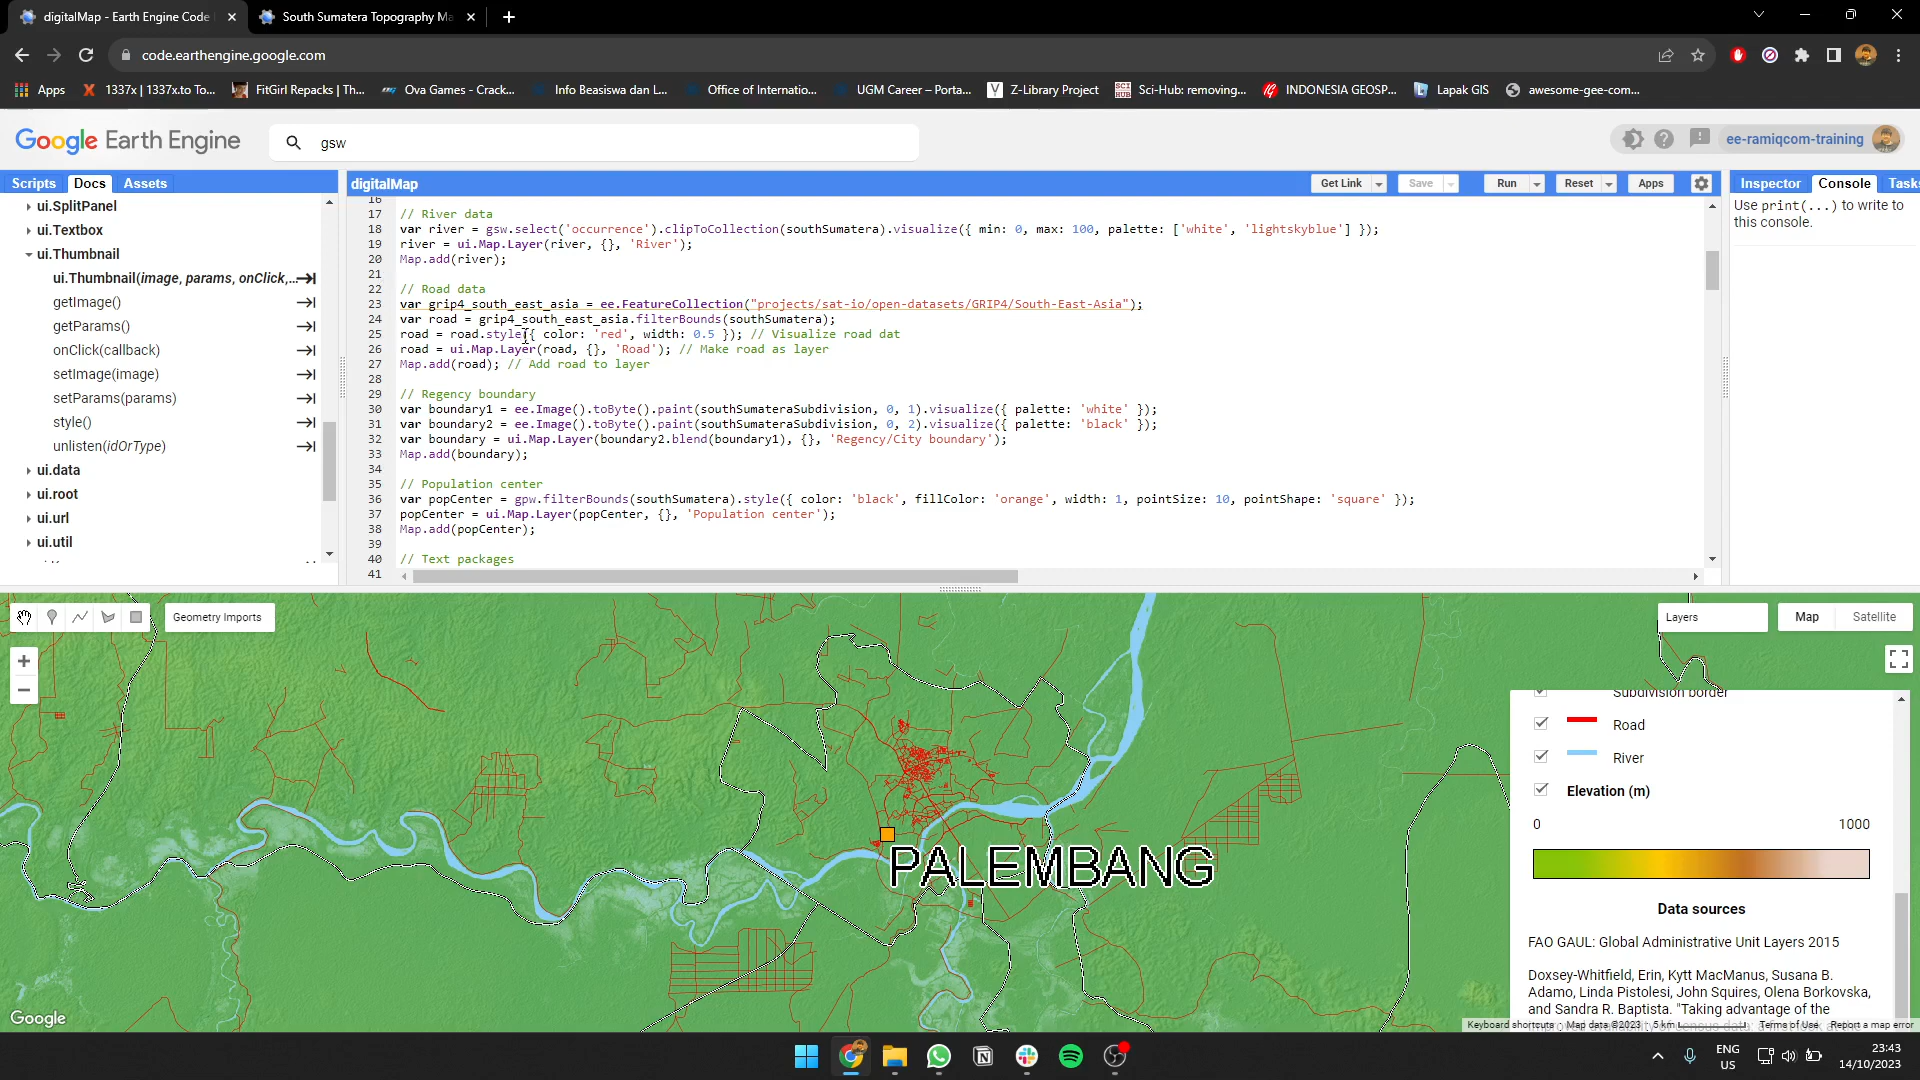 digitalMap - Earth Engine Code
South Sumatera Topography Ma
code.earthengine.google.com
Apps
1337x | 1337x.to To...
FitGirl Repacks | Th...
Ova Games - Crack...
Info Beasiswa dan L...
Office of Internatio...
UGM Career – Porta...
Z-Library Project
Sci-Hub: removing...
INDONESIA GEOSP...
Lapak GIS
awesome-gee-com...
Google Earth Engine
gsw
ee-ramiqcom-training
Scripts
Docs
Assets
digitalMap
Get Link
Save
Run
Reset
Apps
Inspector
Console
Tasks
Use print(...) to write to
this console.
ui.SplitPanel
ui.Textbox
ui.Thumbnail
ui.Thumbnail(image, params, onClick,...
getImage()
getParams()
onClick(callback)
setImage(image)
setParams(params)
style()
unlisten(idOrType)
ui.data
ui.root
ui.url
ui.util
16
17 // River data
18 var river = gsw.select('occurrence').clipToCollection(southSumatera).visualize({ min: 0, max: 100, palette: ['white', 'lightskyblue'] });
19 river = ui.Map.Layer(river, {}, 'River');
20 Map.add(river);
21
22 // Road data
23 var grip4_south_east_asia = ee.FeatureCollection("projects/sat-io/open-datasets/GRIP4/South-East-Asia");
24 var road = grip4_south_east_asia.filterBounds(southSumatera);
25 road = road.style({ color: 'red', width: 0.5 }); // Visualize road dat
26 road = ui.Map.Layer(road, {}, 'Road'); // Make road as layer
27 Map.add(road); // Add road to layer
28
29 // Regency boundary
30 var boundary1 = ee.Image().toByte().paint(southSumateraSubdivision, 0, 1).visualize({ palette: 'white' });
31 var boundary2 = ee.Image().toByte().paint(southSumateraSubdivision, 0, 2).visualize({ palette: 'black' });
32 var boundary = ui.Map.Layer(boundary2.blend(boundary1), {}, 'Regency/City boundary');
33 Map.add(boundary);
34
35 // Population center
36 var popCenter = gpw.filterBounds(southSumatera).style({ color: 'black', fillColor: 'orange', width: 1, pointSize: 10, pointShape: 'square' });
37 popCenter = ui.Map.Layer(popCenter, {}, 'Population center');
38 Map.add(popCenter);
39
40 // Text packages
41
Geometry Imports
Layers
Map
Satellite
Subdivision border
Road
River
Elevation (m)
0
1000
Data sources
FAO GAUL: Global Administrative Unit Layers 2015
Doxsey-Whitfield, Erin, Kytt MacManus, Susana B.
Adamo, Linda Pistolesi, John Squires, Olena Borkovska,
and Sandra R. Baptista. "Taking advantage of the
PALEMBANG
Google
Keyboard shortcuts
Map data ©2023
5 km
Terms of Use
Report a map error
ENG
US
23:43
14/10/2023